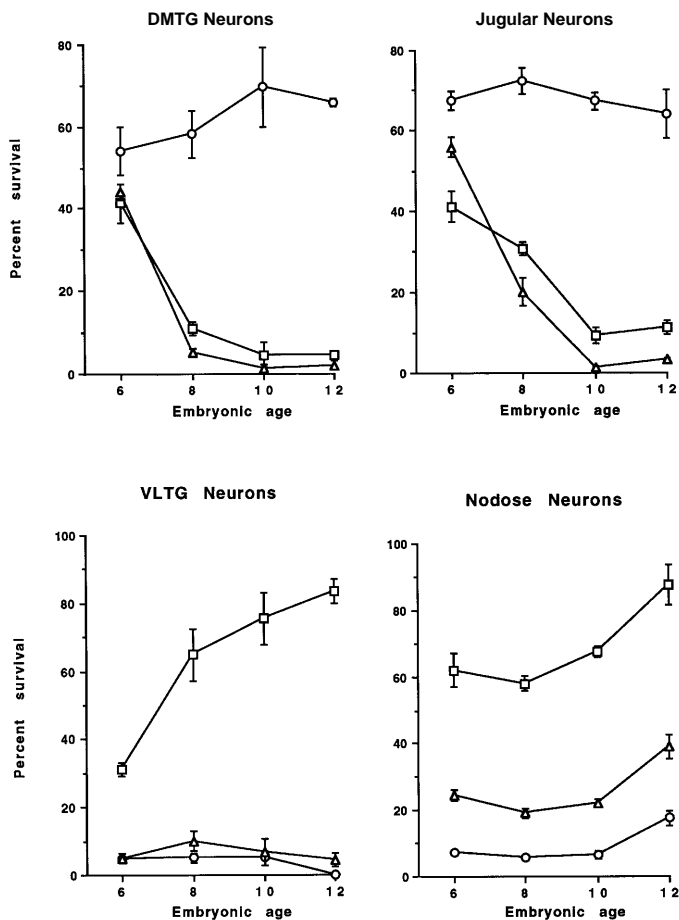 DMTG Neurons
80
60
40
20
0
Percent survival
6 8 10 12
Embryonic age
Jugular Neurons
80
60
40
20
0
6 8 10 12
Embryonic age
VLTG Neurons
100
80
60
40
20
0
Percent survival
6 8 10 12
Embryonic age
Nodose Neurons
100
80
60
40
20
0
6 8 10 12
Embryonic age